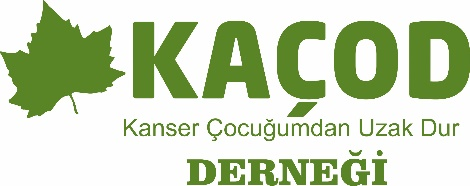 KAÇOD
Kanser Çocuğumdan Uzak Dur
DERNEĞİ